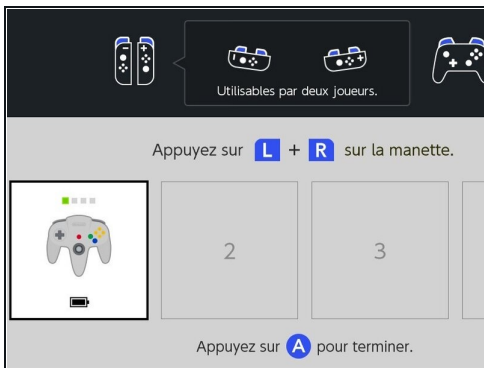 Utilisables par deux joueurs.
Appuyez sur L + R sur la manette.
2
3
Appuyez sur A pour terminer.